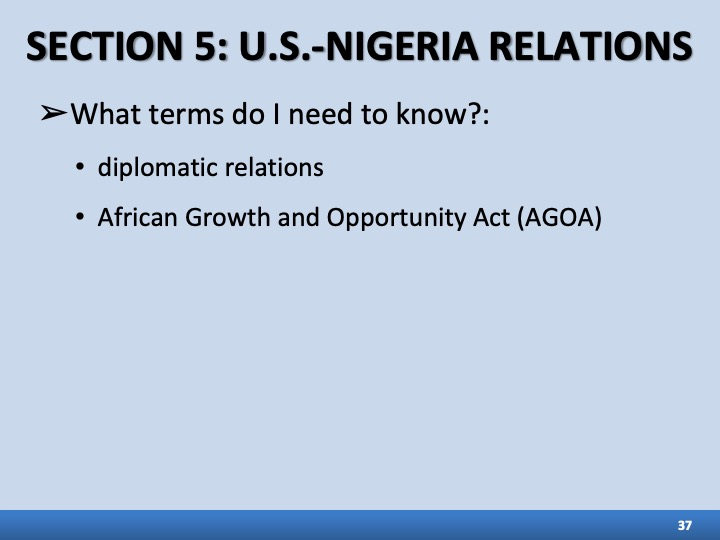 SECTION 5: U.S.-NIGERIA RELATIONS
➢What terms do I need to know?:
• diplomatic relations
• African Growth and Opportunity Act (AGOA)
37